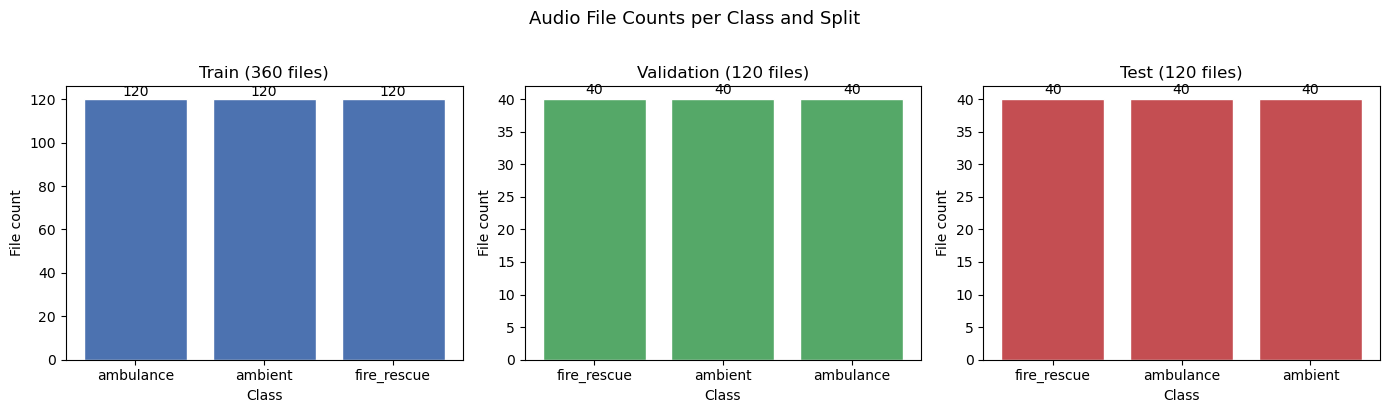 Audio File Counts per Class and Split
Train (360 files)
120 120 120
120
100
80
60
40
20
0
File count
ambulance ambient fire_rescue
Class
Validation (120 files)
40 40 40
40
35
30
25
20
15
10
5
0
File count
fire_rescue ambient ambulance
Class
Test (120 files)
40 40 40
40
35
30
25
20
15
10
5
0
File count
fire_rescue ambulance ambient
Class